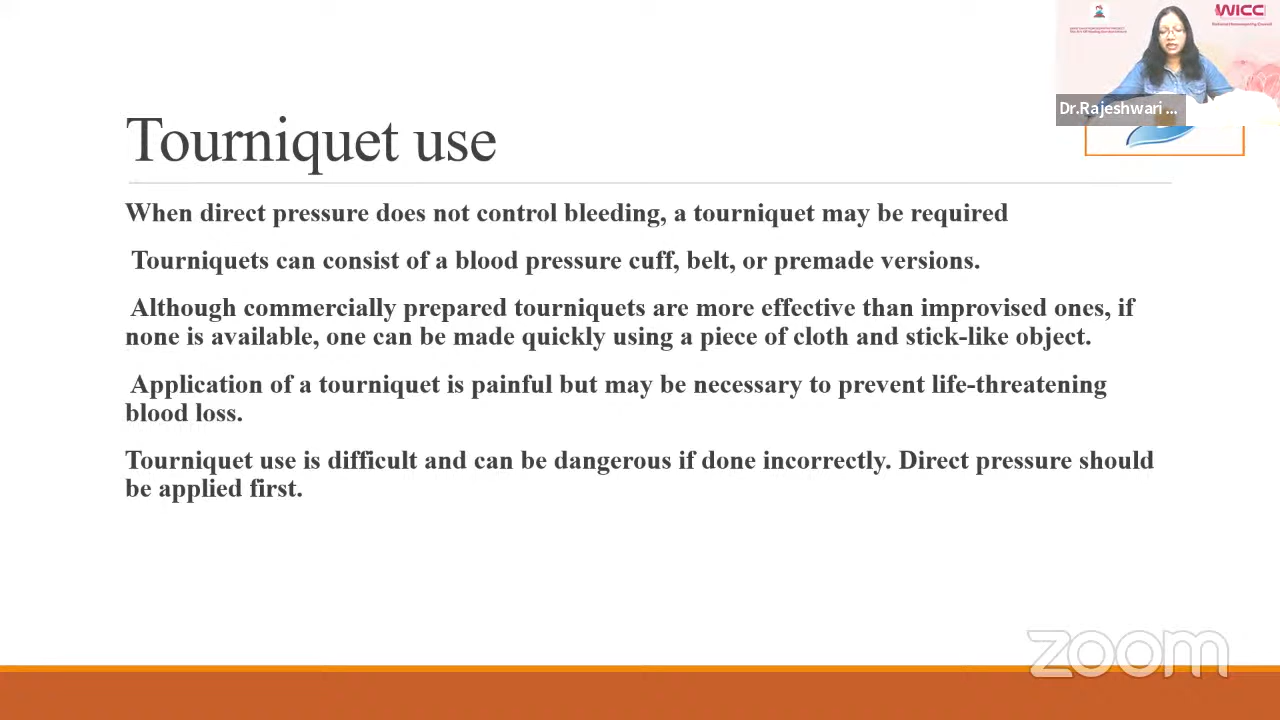 WICC
Dr.Rajeshwari ...
Tourniquet use
When direct pressure does not control bleeding, a tourniquet may be required
Tourniquets can consist of a blood pressure cuff, belt, or premade versions.
Although commercially prepared tourniquets are more effective than improvised ones, if
none is available, one can be made quickly using a piece of cloth and stick-like object.
Application of a tourniquet is painful but may be necessary to prevent life-threatening
blood loss.
Tourniquet use is difficult and can be dangerous if done incorrectly. Direct pressure should
be applied first.
zoom